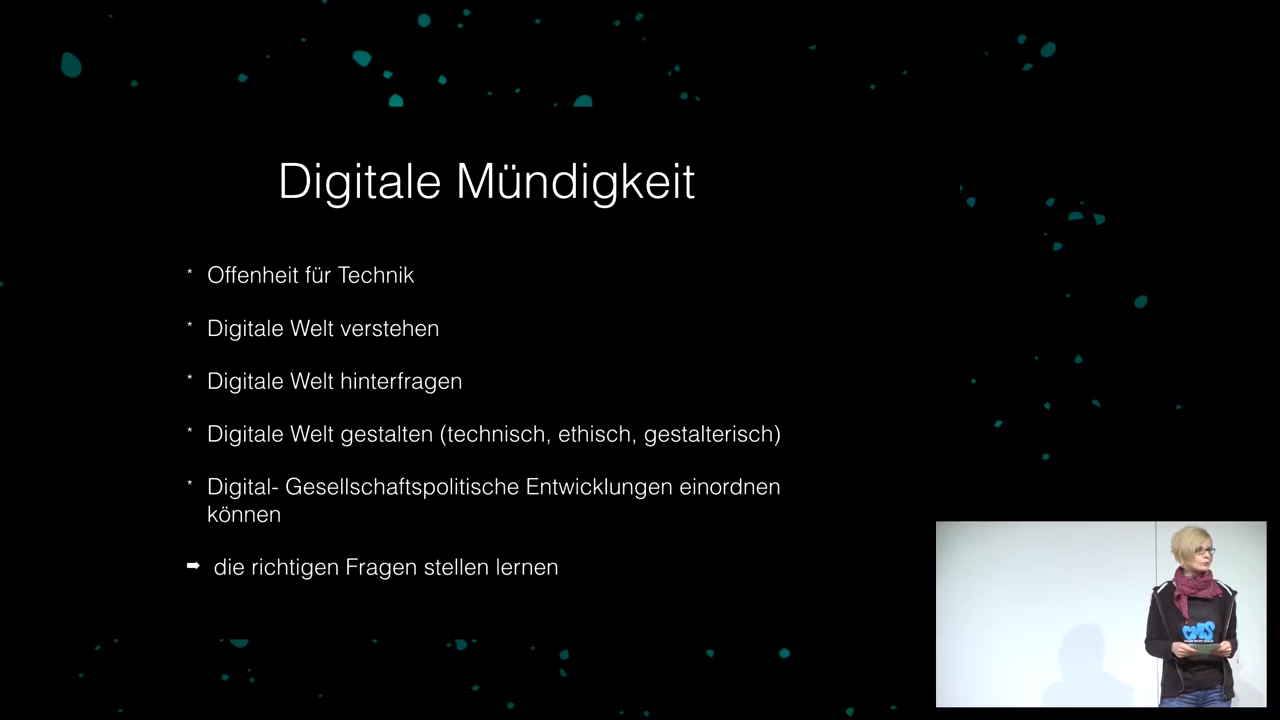 Digitale Mündigkeit
* Offenheit für Technik
* Digitale Welt verstehen
* Digitale Welt hinterfragen
* Digitale Welt gestalten (technisch, ethisch, gestalterisch)
* Digital- Gesellschaftspolitische Entwicklungen einordnen
können
➡ die richtigen Fragen stellen lernen
CMS